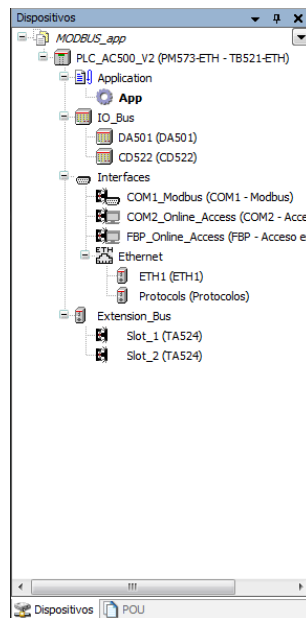 Dispositivos
MODBUS_app
PLC_AC500_V2 (PM573-ETH - TB521-ETH)
Application
App
IO_Bus
DA501 (DA501)
CD522 (CD522)
Interfaces
COM1_Modbus (COM1 - Modbus)
COM2_Online_Access (COM2 - Acce
FBP_Online_Access (FBP - Acceso e
ETH Ethernet
ETH1 (ETH1)
Protocols (Protocolos)
Extension_Bus
Slot_1 (TA524)
Slot_2 (TA524)
Dispositivos POU